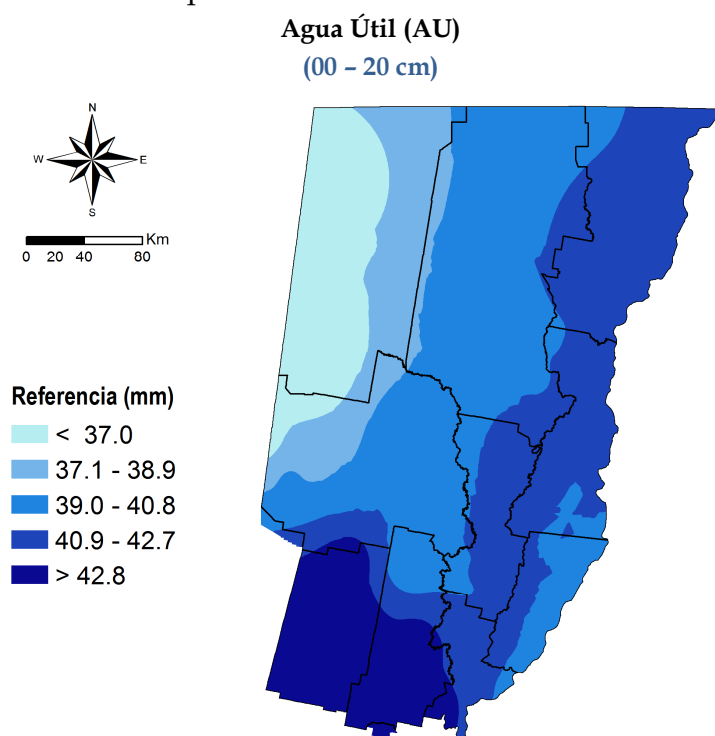 Agua Útil (AU)
(00 – 20 cm)
N
W E
S
Km
0 20 40 80
Referencia (mm)
< 37.0
37.1 - 38.9
39.0 - 40.8
40.9 - 42.7
> 42.8